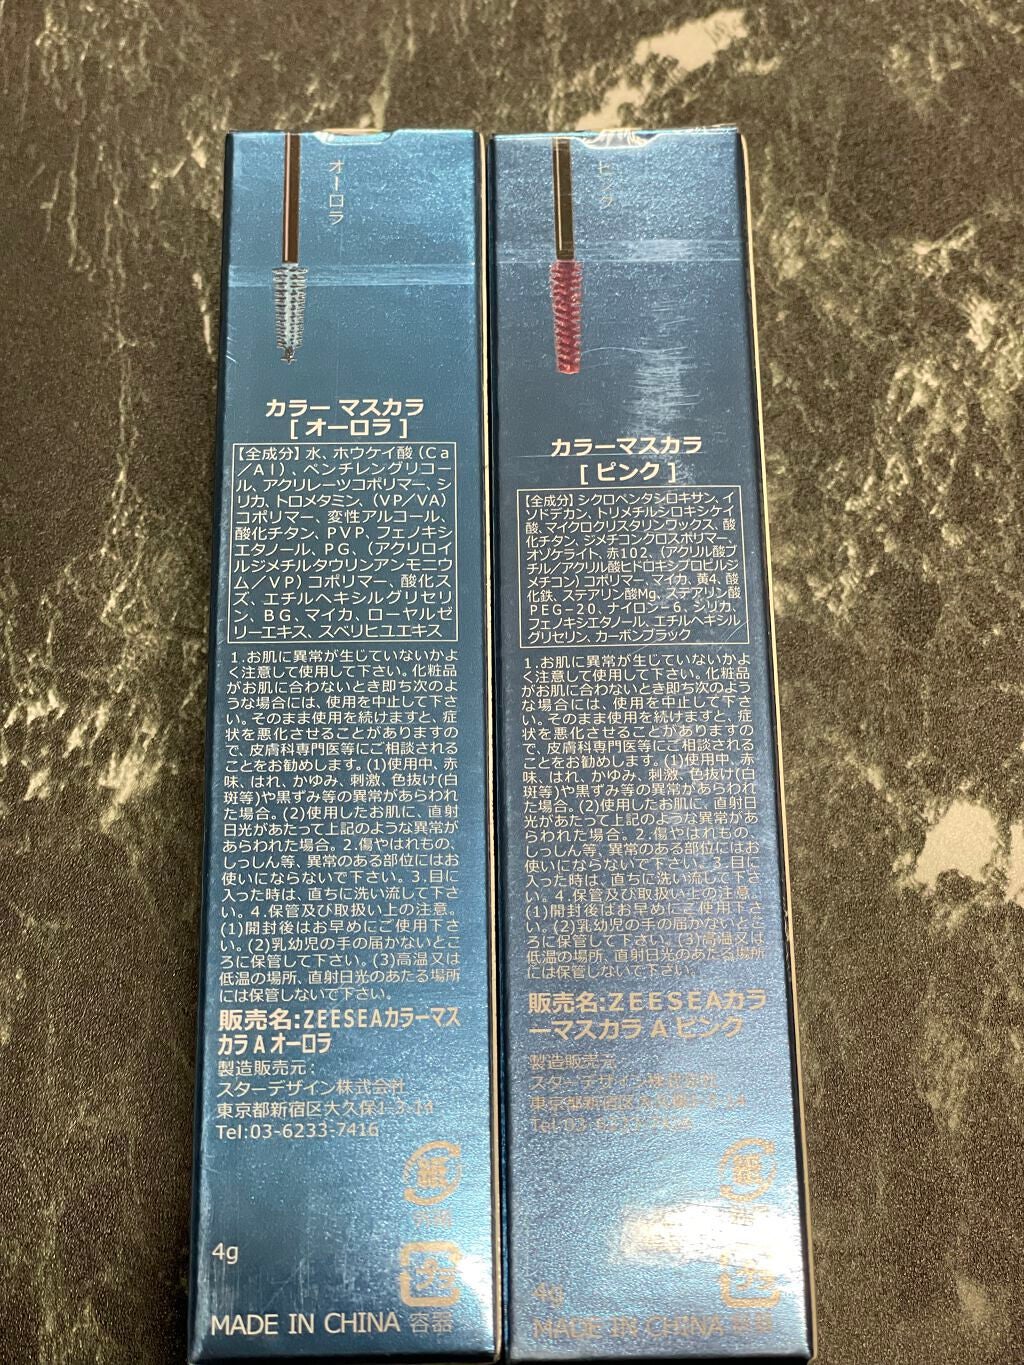 オーロラ
カラー マスカラ
[ オーロラ ]
【全成分】水、ホウケイ酸（Ca
／Al）、ペンチレングリコー
ル、アクリレーツコポリマー、シ
リカ、トロメタミン、（VP／VA）
コポリマー、変性アルコール、
酸化チタン、PVP、フェノキシ
エタノール、PG、（アクリロイ
ルジメチルタウリンアンモニウ
ム／VP）コポリマー、酸化ス
ズ、エチルヘキシルグリセリ
ン、BG、マイカ、ローヤルゼ
リーエキス、スベリヒユエキス
1.お肌に異常が生じていないかよ
く注意して使用して下さい。化粧品
がお肌に合わないとき即ち次のよ
うな場合には、使用を中止して下さ
い。そのまま使用を続けますと、症
状を悪化させることがありますの
で、皮膚科専門医等にご相談される
ことをお勧めします。(1)使用中、赤
味、はれ、かゆみ、刺激、色抜け(白
斑等)や黒ずみ等の異常があらわれ
た場合。(2)使用したお肌に、直射
日光があたって上記のような異常が
あらわれた場合。2.傷やはれもの、
しっしん等、異常のある部位にはお
使いにならないで下さい。3.目に
入った時は、直ちに洗い流して下さ
い。4.保管及び取扱い上の注意。
(1)開封後はお早めにご使用下さ
い。(2)乳幼児の手の届かないとこ
ろに保管して下さい。(3)高温又は
低温の場所、直射日光のあたる場所
には保管しないで下さい。
販売名:ZEESEAカラーマス
カラ A オーロラ
製造販売元:
スターデザイン株式会社
東京都新宿区大久保1-3-14
Tel:03-6233-7416
紙
外箱
4g
プラ
MADE IN CHINA 容器
ピンク
カラーマスカラ
[ ピンク ]
【全成分】シクロペンタシロキサン、イ
ソドデカン、トリメチルシロキシケイ
酸、マイクロクリスタリンワックス、酸
化チタン、ジメチコンクロスポリマー、
オゾケライト、赤102、（アクリル酸ブ
チル／アクリル酸ヒドロキシプロピルジ
メチコン）コポリマー、マイカ、黄4、酸
化鉄、ステアリン酸Mg、ステアリン酸
PEG-20、ナイロン-6、シリカ、
フェノキシエタノール、エチルヘキシル
グリセリン、カーボンブラック
1.お肌に異常が生じていないかよ
く注意して使用して下さい。化粧品
がお肌に合わないとき即ち次のよう
な場合には、使用を中止して下さ
い。そのまま使用を続けますと、症
状を悪化させることがありますの
で、皮膚科専門医等にご相談される
ことをお勧めします。(1)使用中、赤
味、はれ、かゆみ、刺激、色抜け(白
斑等)や黒ずみ等の異常があらわれ
た場合。(2)使用したお肌に、直射日
光があたって上記のような異常があ
らわれた場合。2.傷やはれもの、
しっしん等、異常のある部位にはお
使いにならないで下さい。3.目に
入った時は、直ちに洗い流して下さ
い。4.保管及び取扱い上の注意。
(1)開封後はお早めにご使用下さ
い。(2)乳幼児の手の届かないとこ
ろに保管して下さい。(3)高温又は
低温の場所、直射日光のあたる場所
には保管しないで下さい。
販売名:ZEESEAカラ
ーマスカラ A ピンク
製造販売元
スターデザイン株式会社
東京都新宿区大久保1-3-14
紙
4g
プラ
MADE IN CHINA 容器